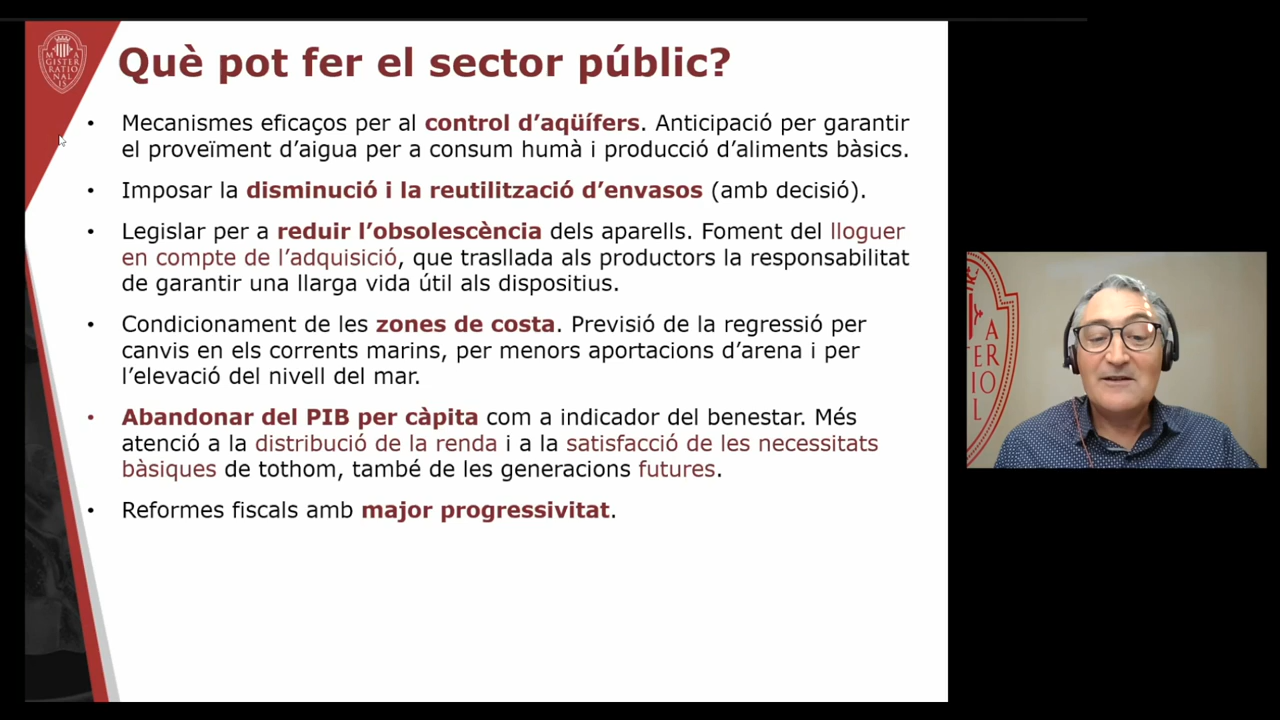 M A
GISTER
RATIO
NAL
IS
Què pot fer el sector públic?
• Mecanismes eficaços per al control d'aqüífers. Anticipació per garantir
el proveïment d'aigua per a consum humà i producció d'aliments bàsics.
• Imposar la disminució i la reutilització d'envasos (amb decisió).
• Legislar per a reduir l'obsolescència dels aparells. Foment del lloguer
en compte de l'adquisició, que trasllada als productors la responsabilitat
de garantir una llarga vida útil als dispositius.
• Condicionament de les zones de costa. Previsió de la regressió per
canvis en els corrents marins, per menors aportacions d'arena i per
l'elevació del nivell del mar.
• Abandonar del PIB per càpita com a indicador del benestar. Més
atenció a la distribució de la renda i a la satisfacció de les necessitats
bàsiques de tothom, també de les generacions futures.
• Reformes fiscals amb major progressivitat.
A
ER
RIO
L